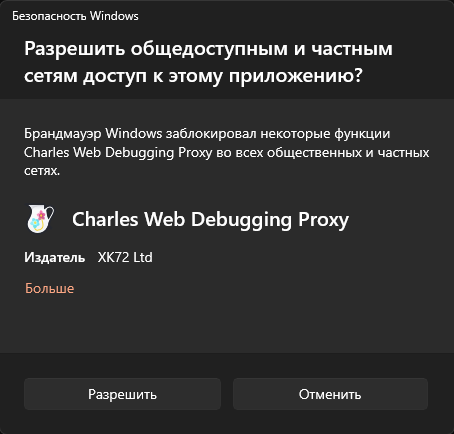 Безопасность Windows
Разрешить общедоступным и частным
сетям доступ к этому приложению?
Брандмауэр Windows заблокировал некоторые функции
Charles Web Debugging Proxy во всех общественных и частных
сетях.
Charles Web Debugging Proxy
Издатель XK72 Ltd
Больше
Разрешить
Отменить